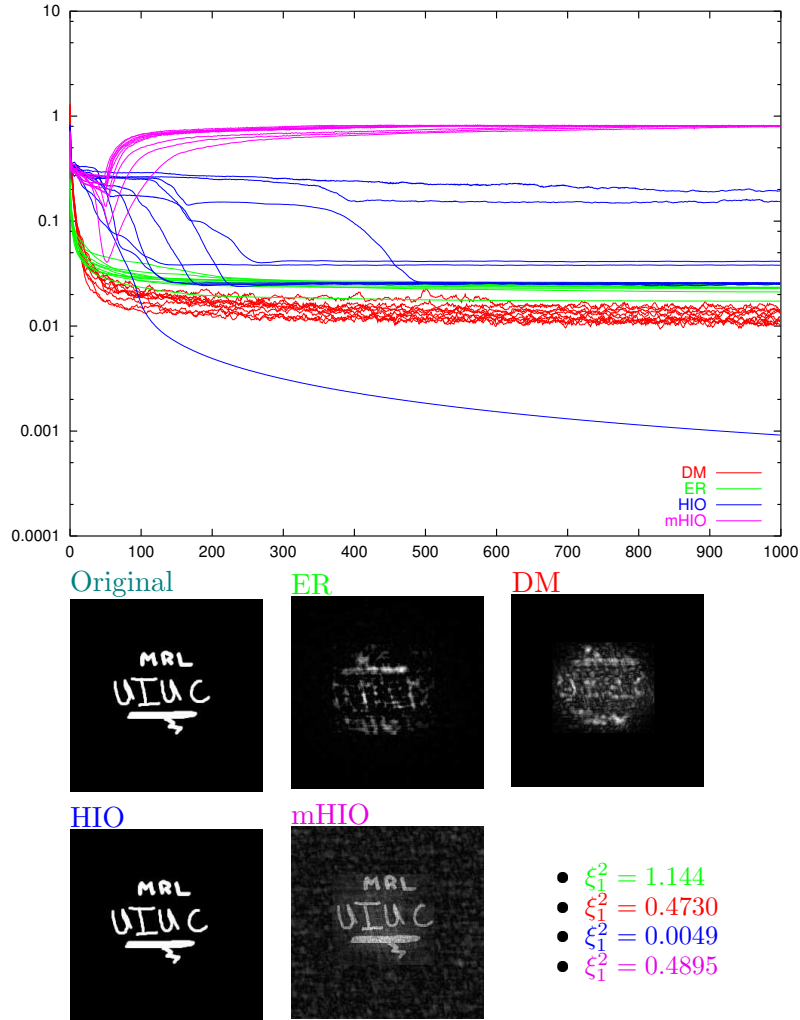 10
1
0.1
0.01
0.001
0.0001
0 100 200 300 400 500 600 700 800 900 1000
DM
ER
HIO
mHIO
Original ER DM
MRL
UIUC
HIO mHIO
MRL
UIUC
MRL
UIUC
• ξ₁² = 1.144
• ξ₁² = 0.4730
• ξ₁² = 0.0049
• ξ₁² = 0.4895